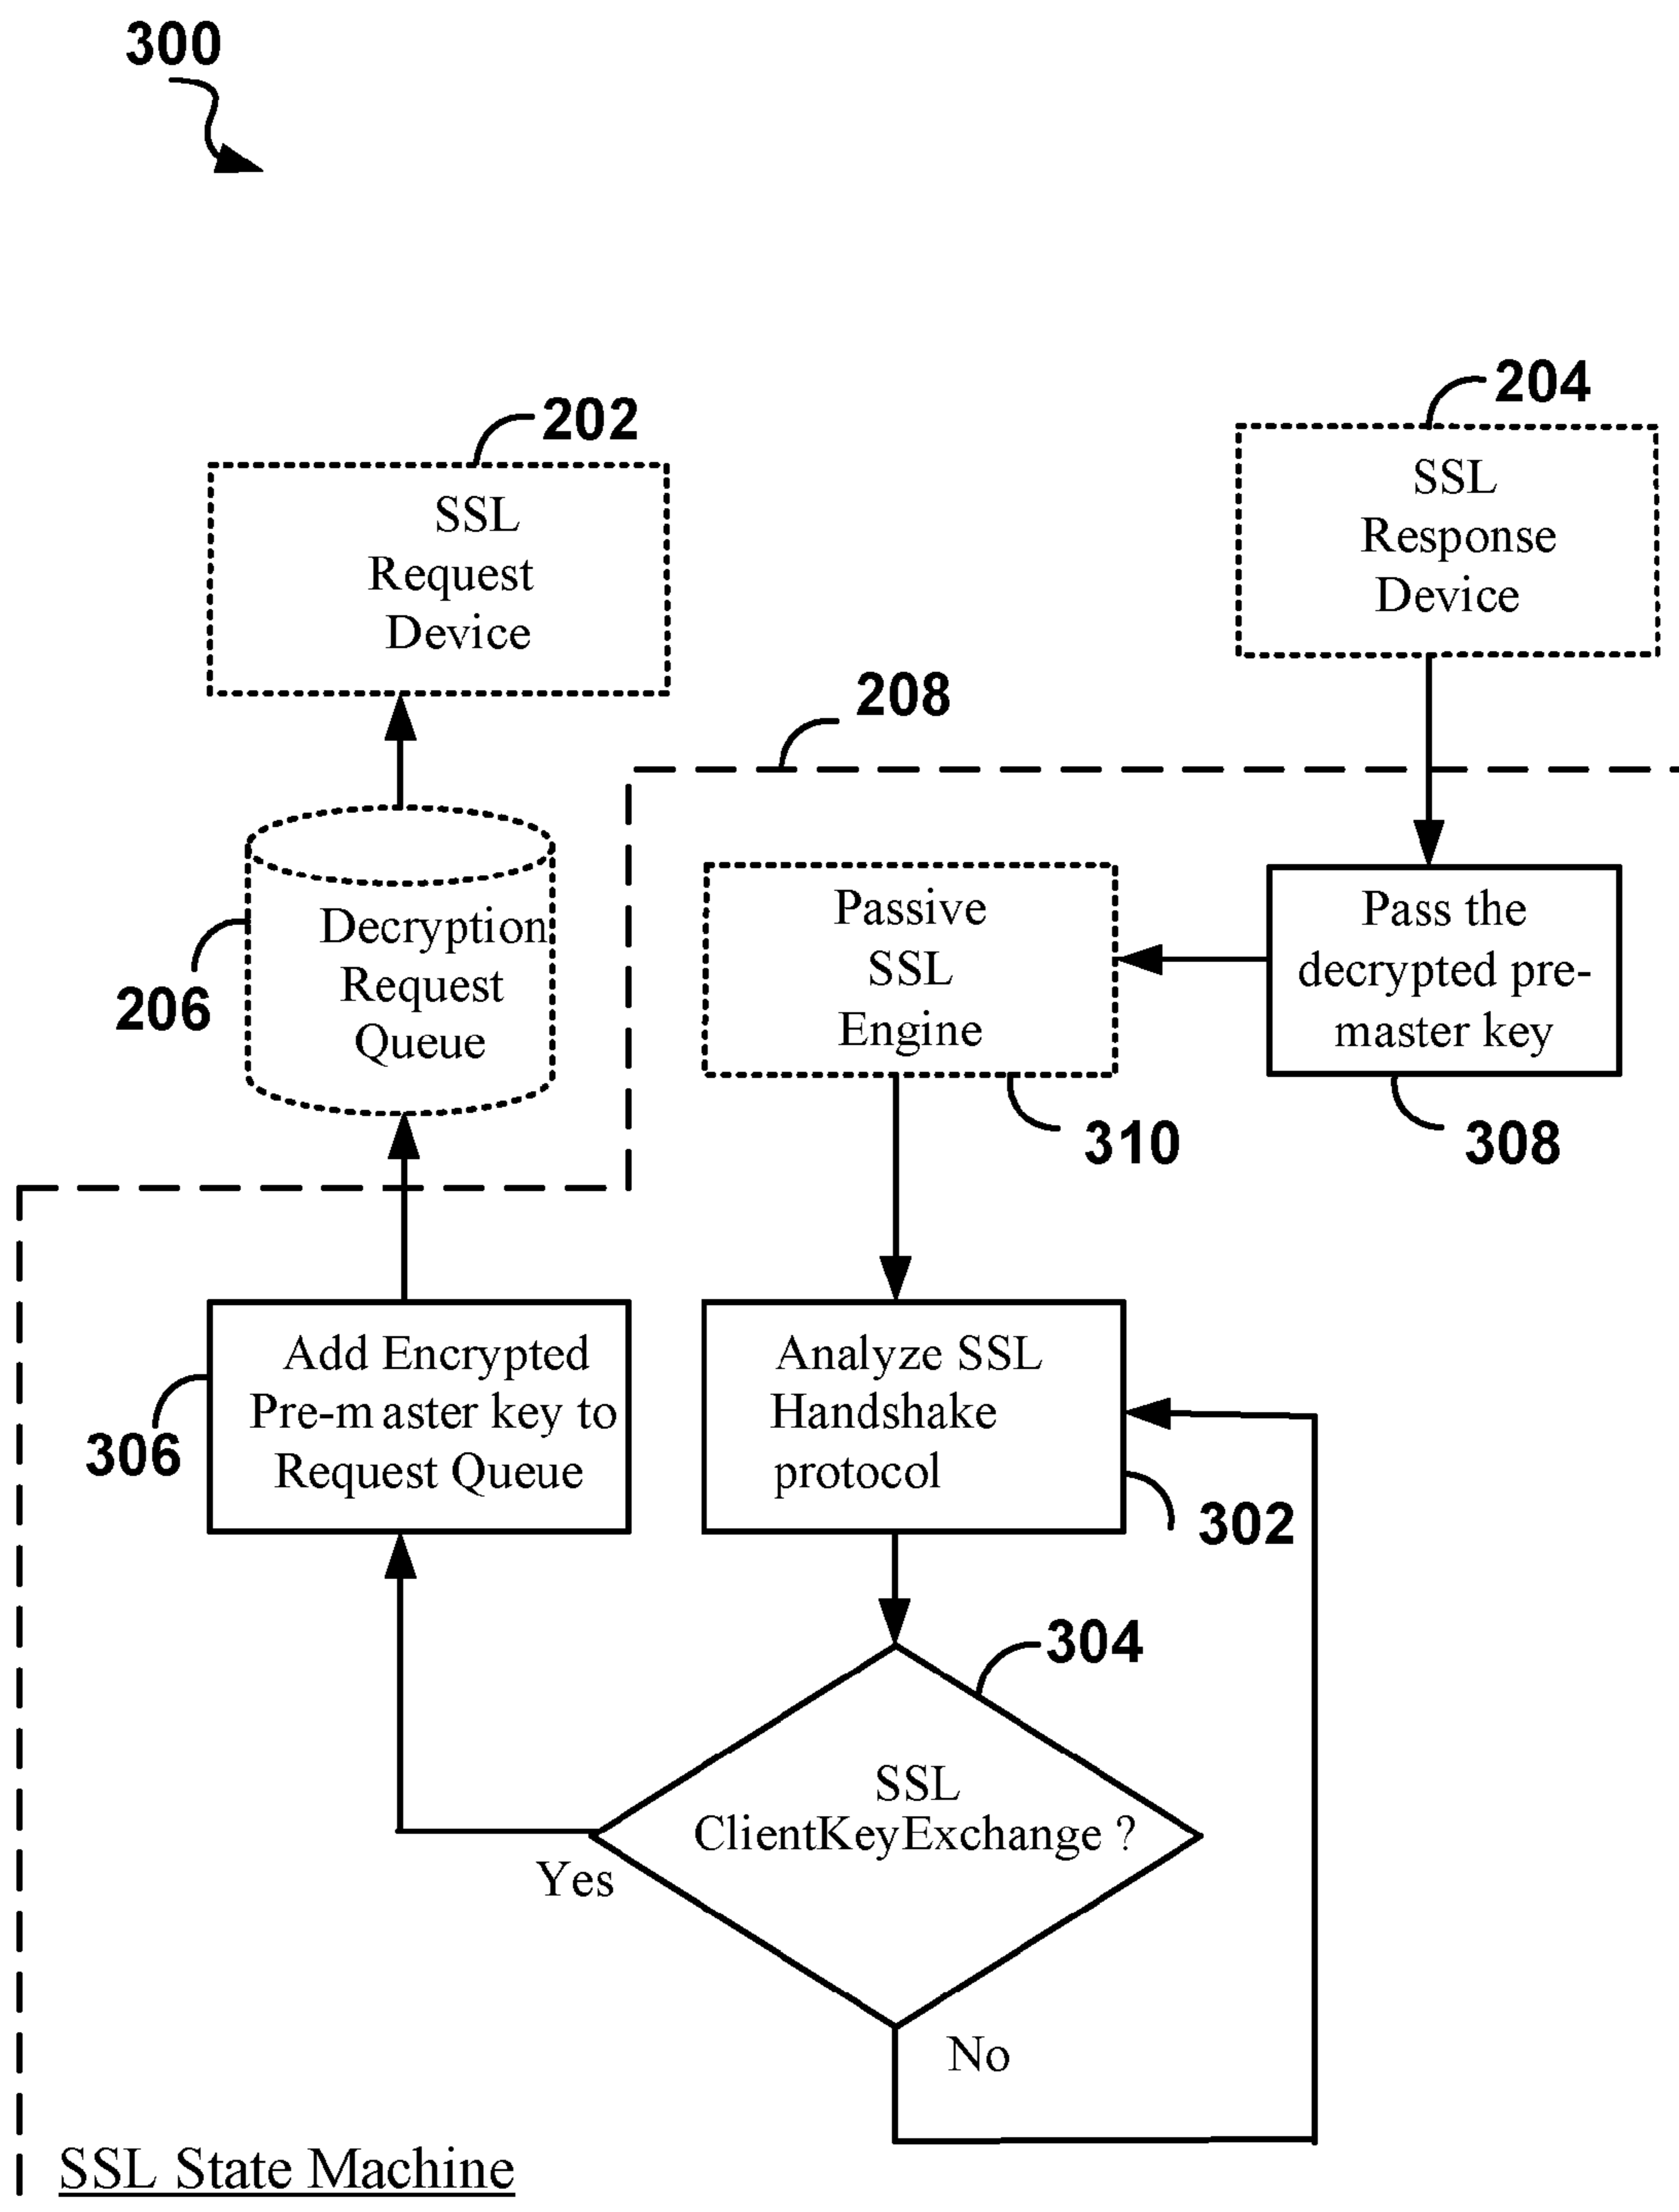 300
202
SSL
Request
Device
204
SSL
Response
Device
208
206
Decryption
Request
Queue
Passive
SSL
Engine
310
Pass the
decrypted pre-
master key
308
306
Add Encrypted
Pre-master key to
Request Queue
Analyze SSL
Handshake
protocol
302
304
SSL
ClientKeyExchange ?
Yes
No
SSL State Machine